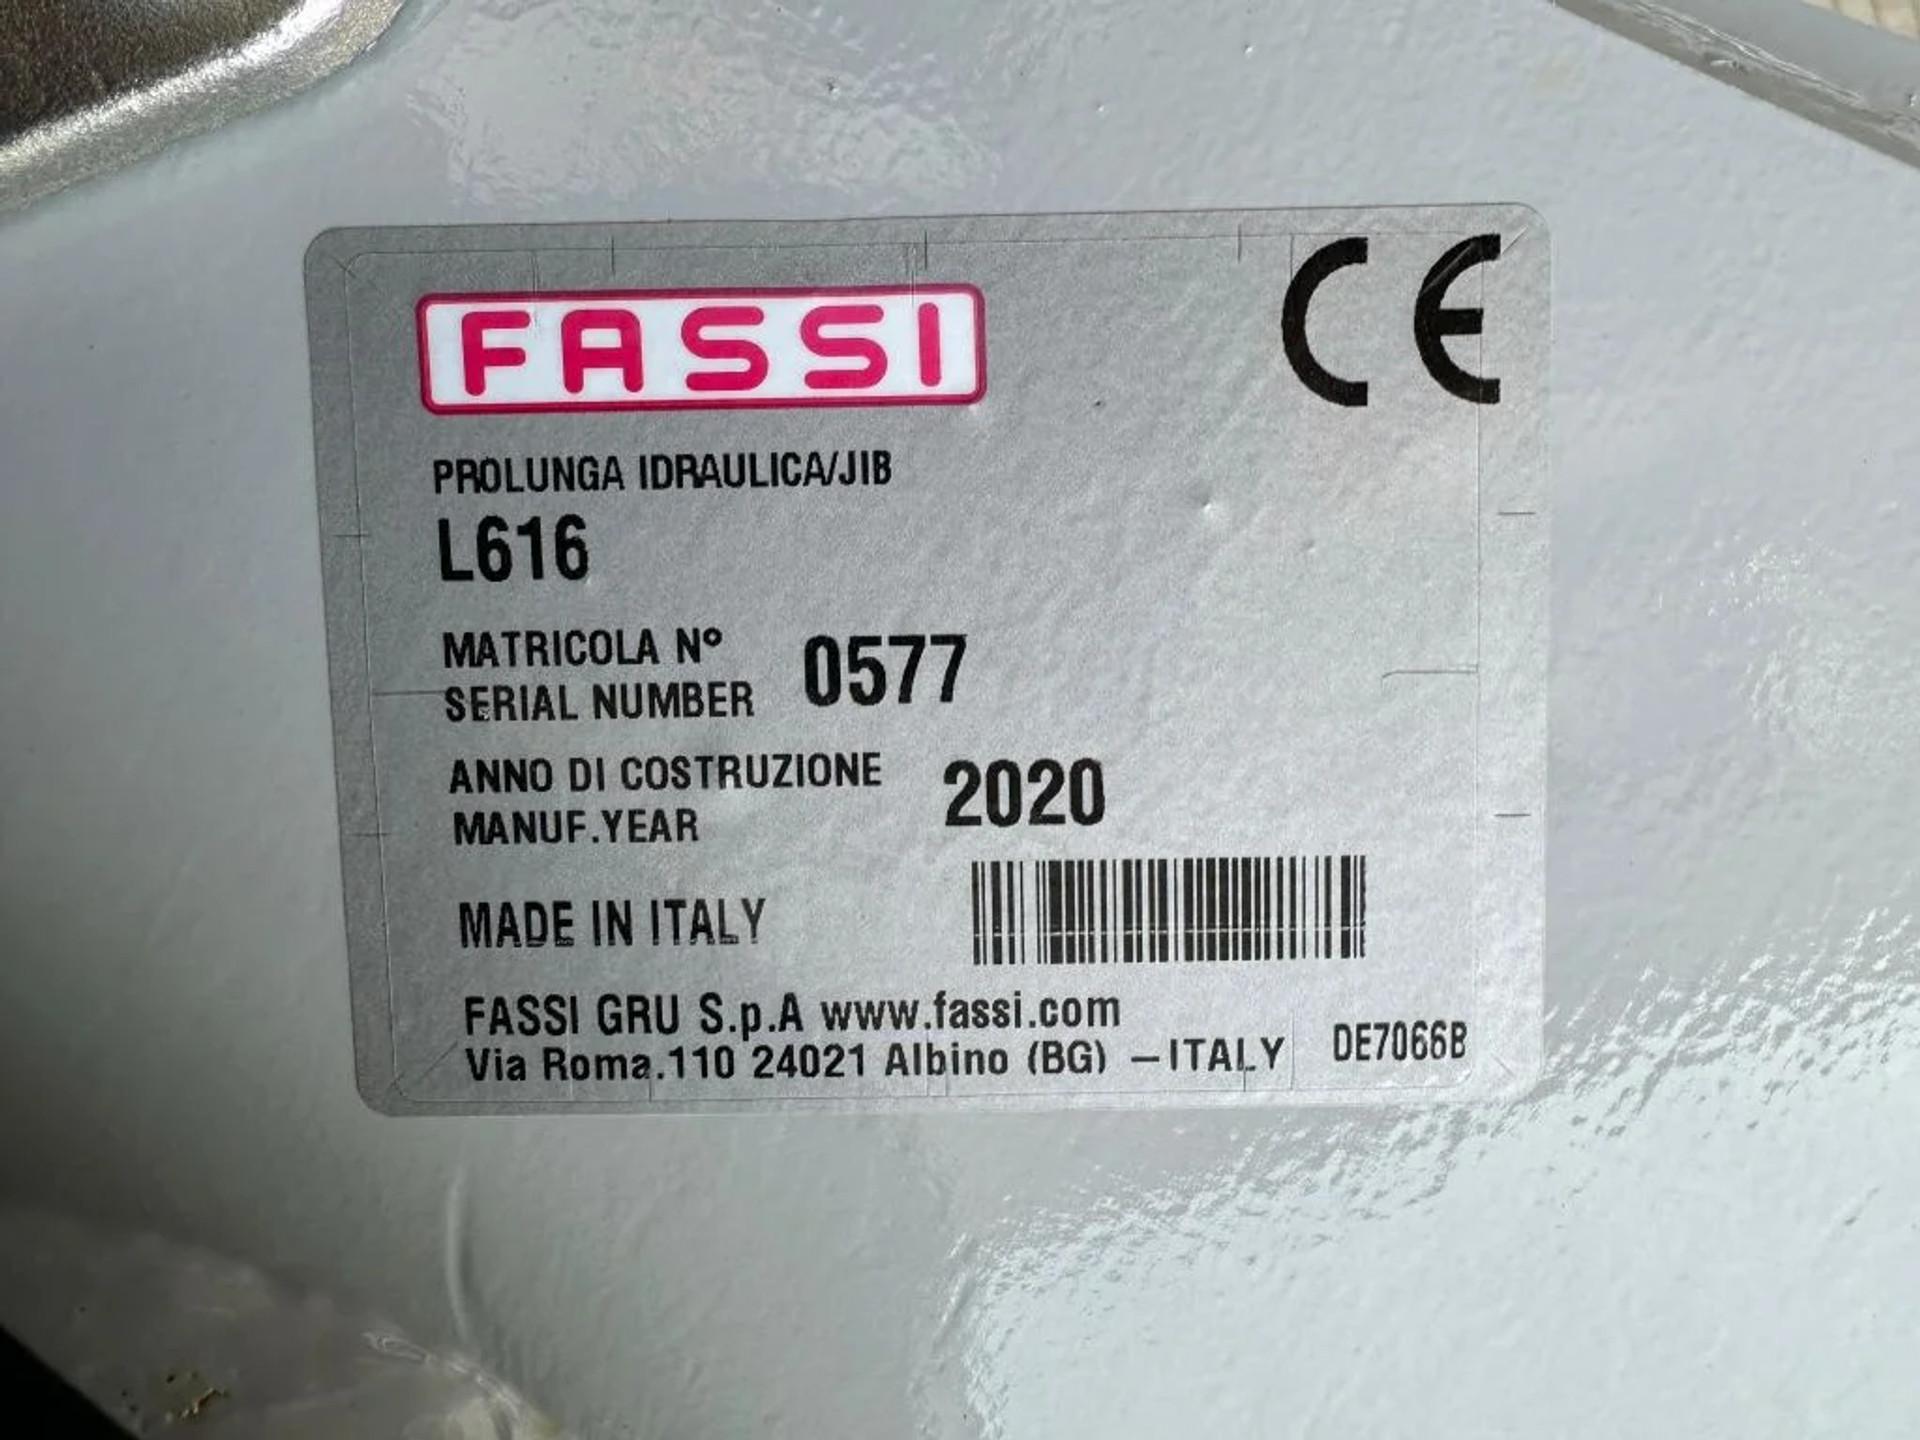 FASSI
CE
PROLUNGA IDRAULICA/JIB
L616
MATRICOLA Nº
SERIAL NUMBER 0577
ANNO DI COSTRUZIONE
MANUF.YEAR 2020
MADE IN ITALY
FASSI GRU S.p.A www.fassi.com
Via Roma.110 24021 Albino (BG) –ITALY DE7066B